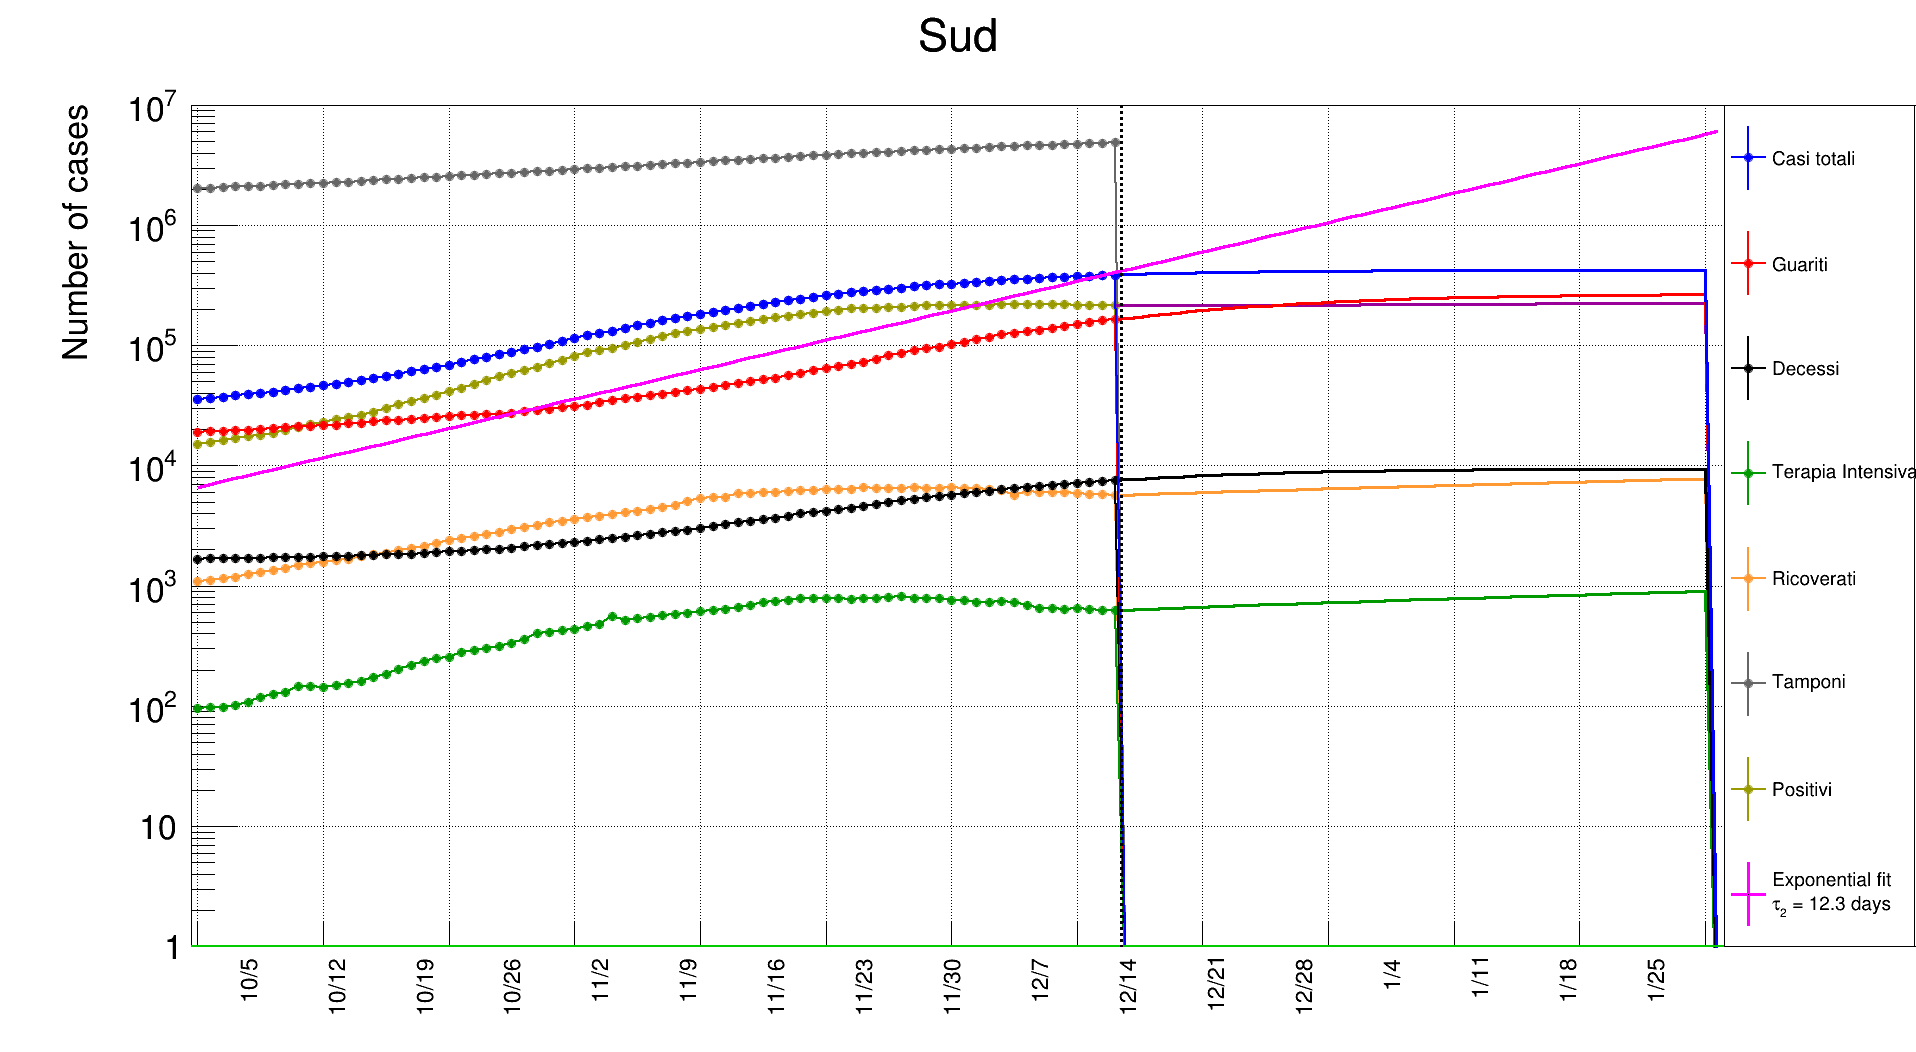 Sud
Number of cases
10^7
10^6
10^5
10^4
10^3
10^2
10
1
10/5
10/12
10/19
10/26
11/2
11/9
11/16
11/23
11/30
12/7
12/14
12/21
12/28
1/4
1/11
1/18
1/25
Casi totali
Guariti
Decessi
Terapia Intensiva
Ricoverati
Tamponi
Positivi
Exponential fit
τ₂ = 12.3 days